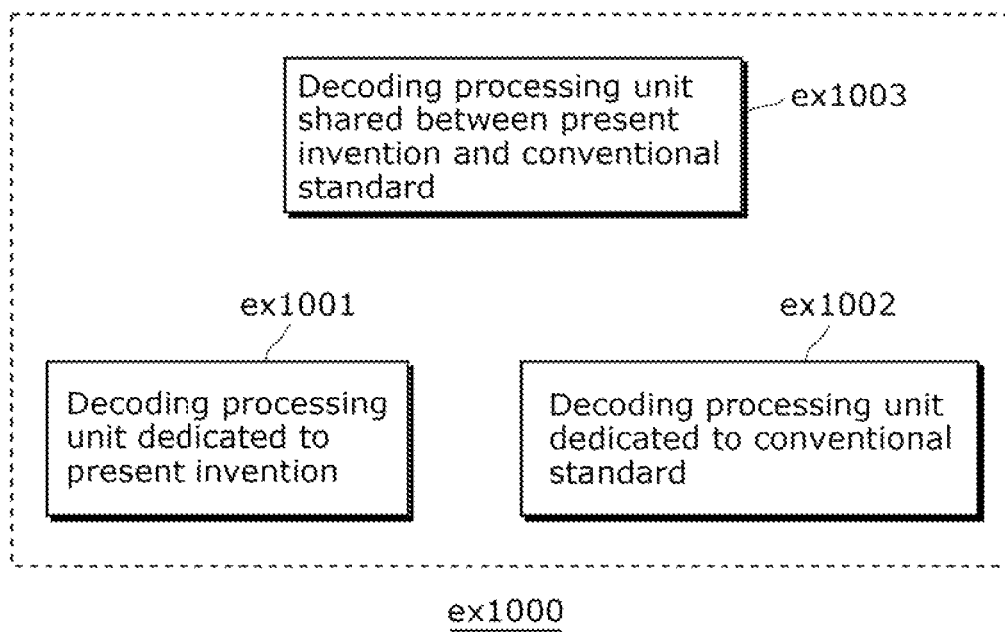 Decoding processing unit
shared between present
invention and conventional
standard
ex1003
ex1001
Decoding processing
unit dedicated to
present invention
ex1002
Decoding processing unit
dedicated to conventional
standard
ex1000